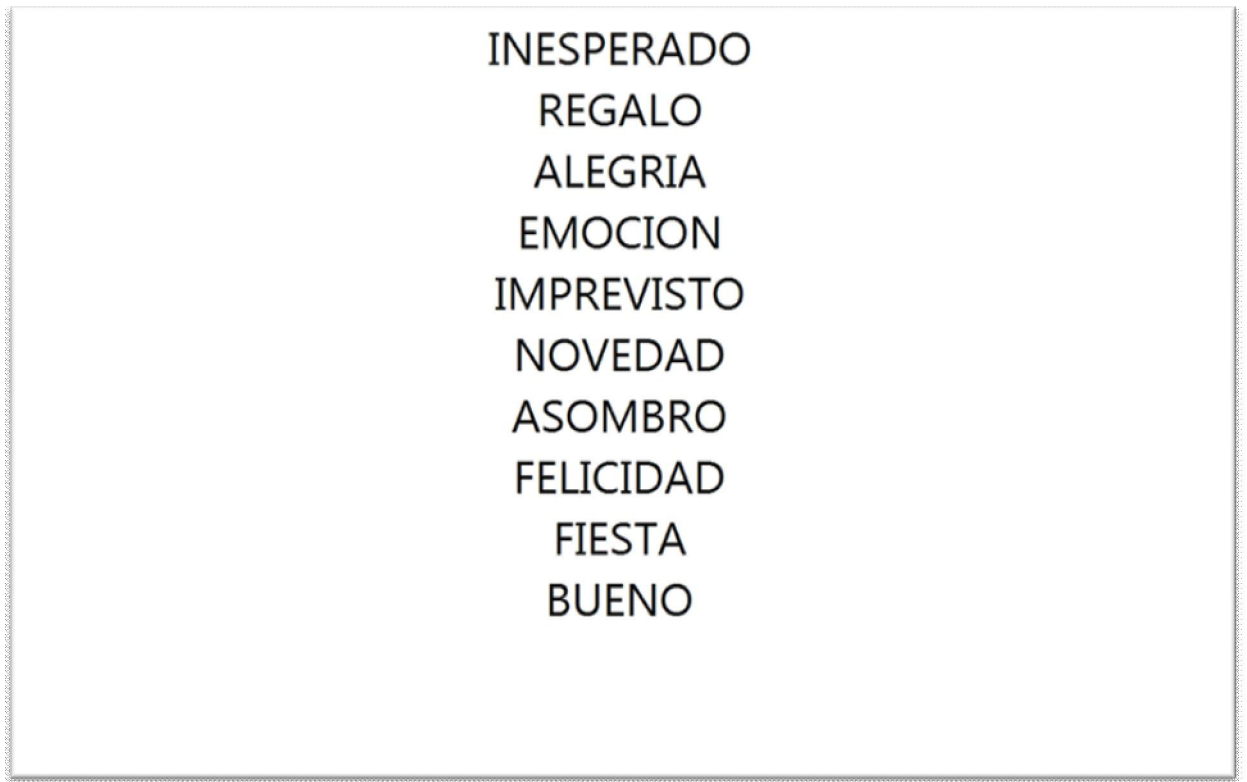 INESPERADO
REGALO
ALEGRIA
EMOCION
IMPREVISTO
NOVEDAD
ASOMBRO
FELICIDAD
FIESTA
BUENO